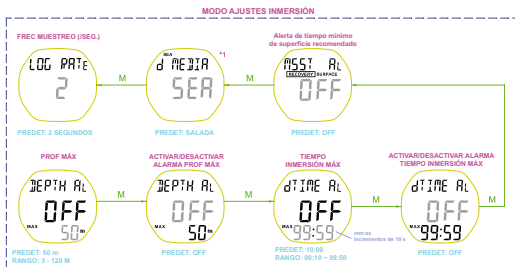 MODO AJUSTES INMERSIÓN
FREC MUESTREO (/SEG.)
LOG RATE
2
PREDET: 2 SEGUNDOS
M
*1
SEA
d MEDIA
SEA
PREDET: SALADA
M
Alerta de tiempo mínimo
de superficie recomendado
MSST AL
RECOVERY SURFACE
OFF
PREDET: OFF
PROF MÁX
DEPTH AL
OFF
MAX 50m
PREDET: 50 m
RANGO: 3 - 120 M
M
ACTIVAR/DESACTIVAR
ALARMA PROF MÁX
DEPTH AL
OFF
MAX 50m
PREDET: OFF
M
TIEMPO
INMERSIÓN MÁX
dTIME AL
OFF
MAX 99:59
mm:ss
incrementos de 10 s
PREDET: 10:00
RANGO: 00:10 ~ 99:50
M
ACTIVAR/DESACTIVAR ALARMA
TIEMPO INMERSIÓN MÁX
dTIME AL
OFF
MAX 99:59
PREDET: OFF
M